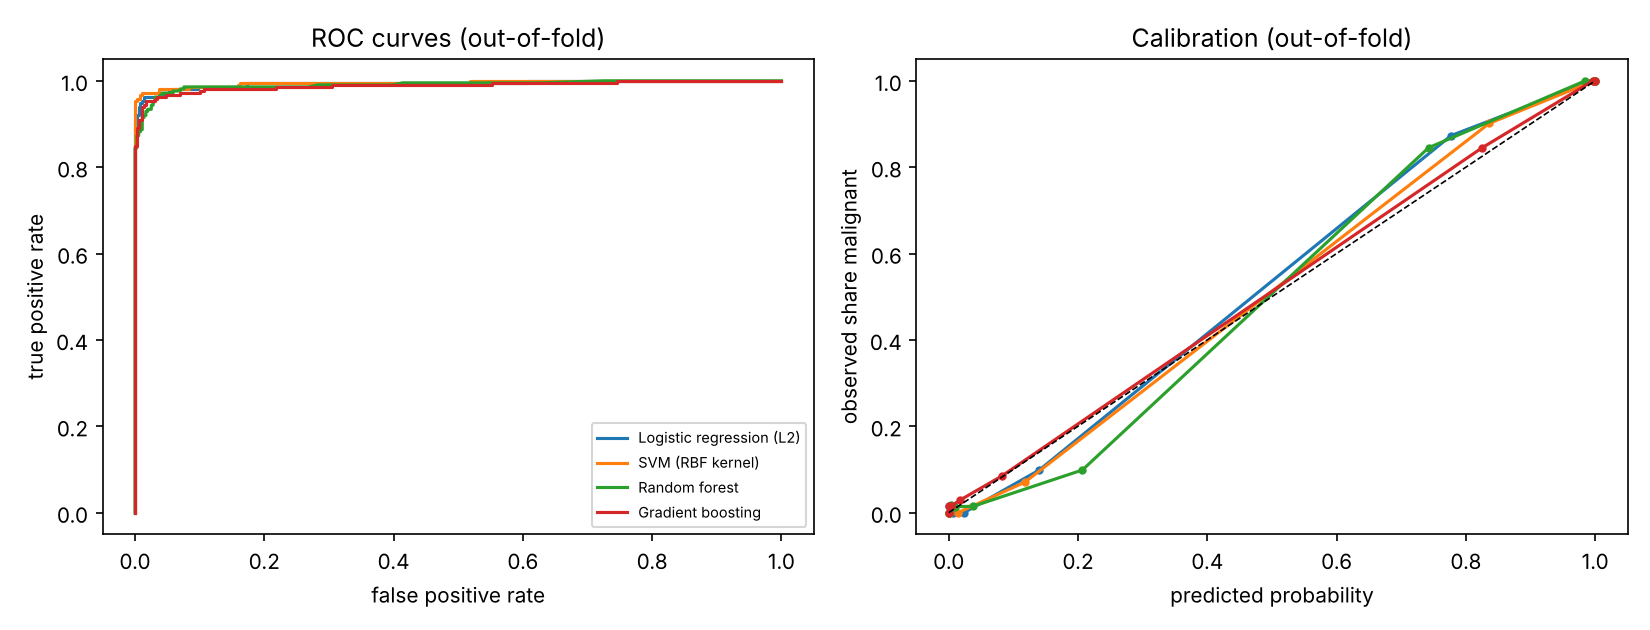 ROC curves (out-of-fold)
true positive rate
1.0
0.8
0.6
0.4
0.2
0.0
Logistic regression (L2)
SVM (RBF kernel)
Random forest
Gradient boosting
0.0 0.2 0.4 0.6 0.8 1.0
false positive rate
Calibration (out-of-fold)
observed share malignant
1.0
0.8
0.6
0.4
0.2
0.0
0.0 0.2 0.4 0.6 0.8 1.0
predicted probability